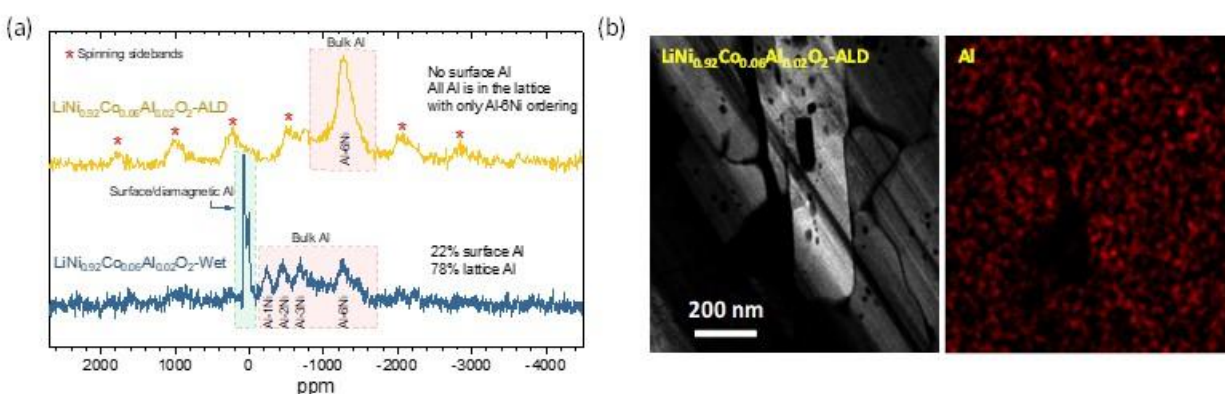 (a)
* Spinning sidebands
Bulk Al
LiNi0.92Co0.06Al0.02O2-ALD
No surface Al
All Al is in the lattice
with only Al-6Ni ordering
Al-6Ni
Surface/diamagnetic Al
Bulk Al
LiNi0.92Co0.06Al0.02O2-Wet
22% surface Al
78% lattice Al
Al-1Ni
Al-2Ni
Al-3Ni
Al-6Ni
2000 1000 0 -1000 -2000 -3000 -4000
ppm
(b)
LiNi0.92Co0.06Al0.02O2-ALD
Al
200 nm